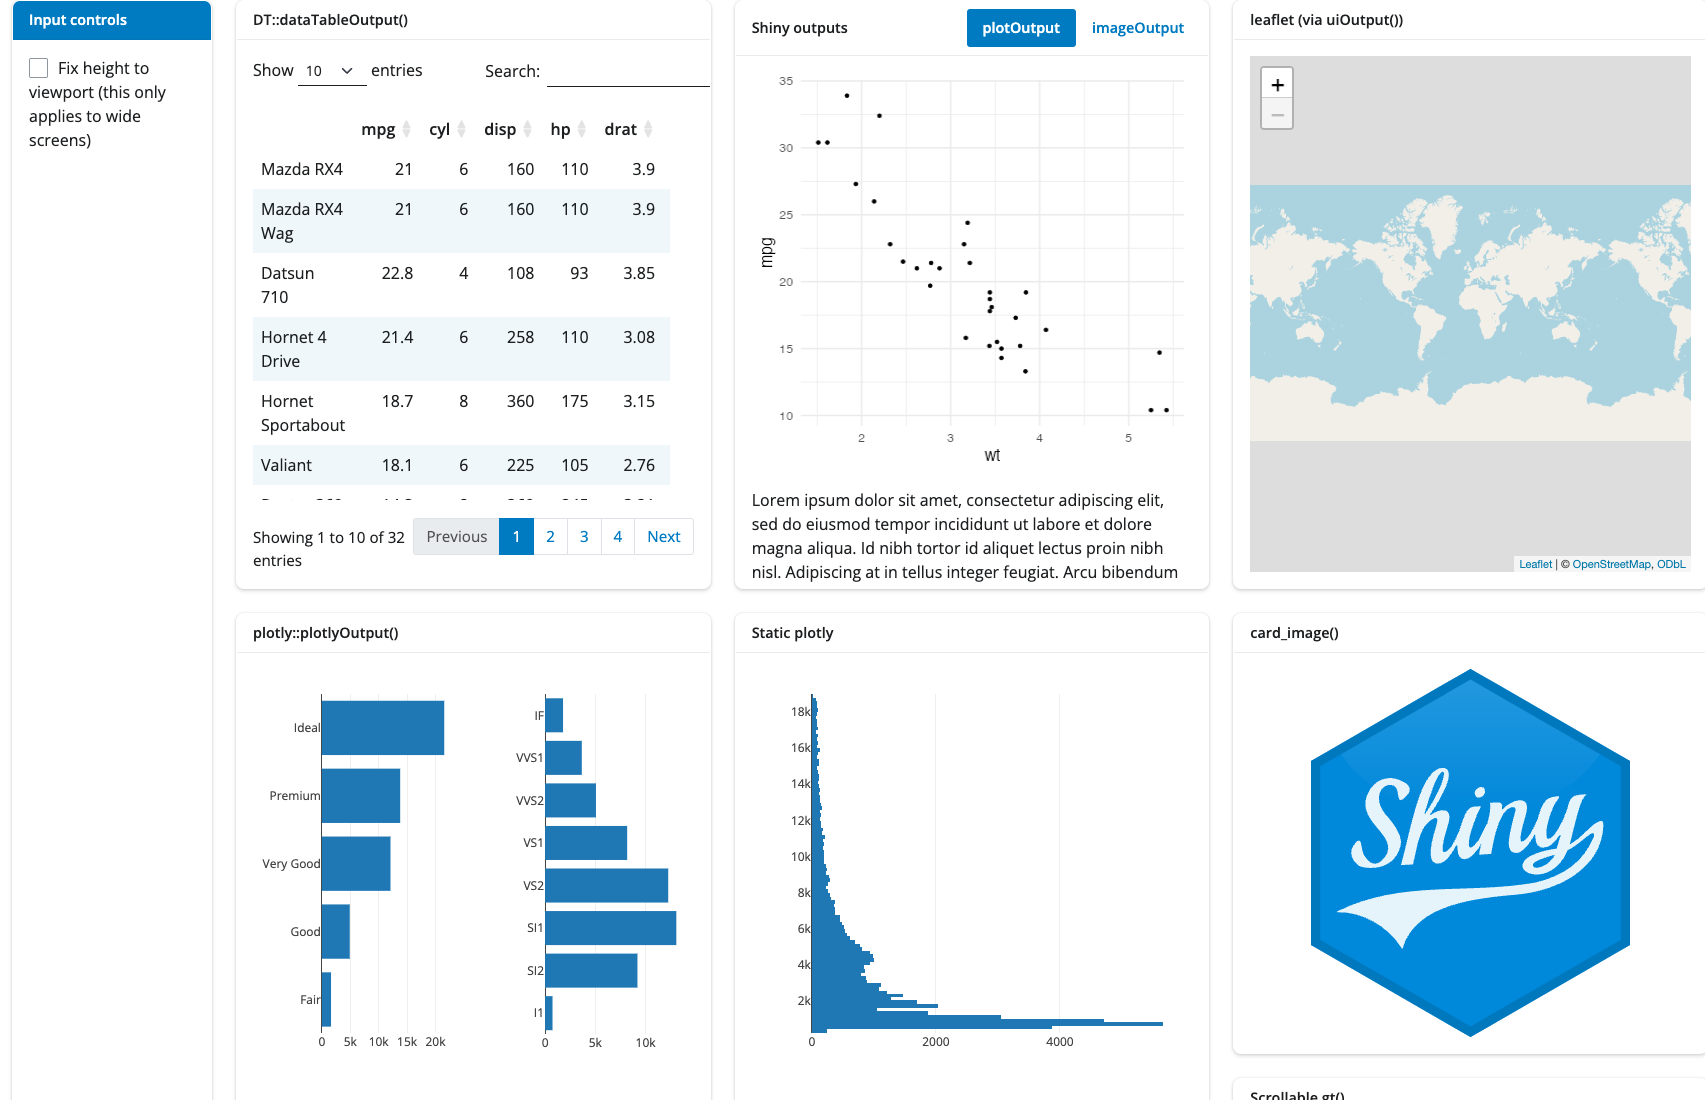 Input controls
Fix height to
viewport (this only
applies to wide
screens)
DT::dataTableOutput()
Show 10 entries Search:
mpg cyl disp hp drat
Mazda RX4 21 6 160 110 3.9
Mazda RX4 21 6 160 110 3.9
Wag
Datsun 22.8 4 108 93 3.85
710
Hornet 4 21.4 6 258 110 3.08
Drive
Hornet 18.7 8 360 175 3.15
Sportabout
Valiant 18.1 6 225 105 2.76
Showing 1 to 10 of 32
entries
Previous 1 2 3 4 Next
Shiny outputs plotOutput imageOutput
35
30
25
20
15
10
mpg
2 3 4 5
wt
Lorem ipsum dolor sit amet, consectetur adipiscing elit,
sed do eiusmod tempor incididunt ut labore et dolore
magna aliqua. Id nibh tortor id aliquet lectus proin nibh
nisl. Adipiscing at in tellus integer feugiat. Arcu bibendum
leaflet (via uiOutput())
+
−
Leaflet | © OpenStreetMap, ODbL
plotly::plotlyOutput()
Ideal
Premium
Very Good
Good
Fair
0 5k 10k 15k 20k
IF
VVS1
VVS2
VS1
VS2
SI1
SI2
I1
0 5k 10k
Static plotly
18k
16k
14k
12k
10k
8k
6k
4k
2k
0 2000 4000
card_image()
Shiny
Scrollable gt()